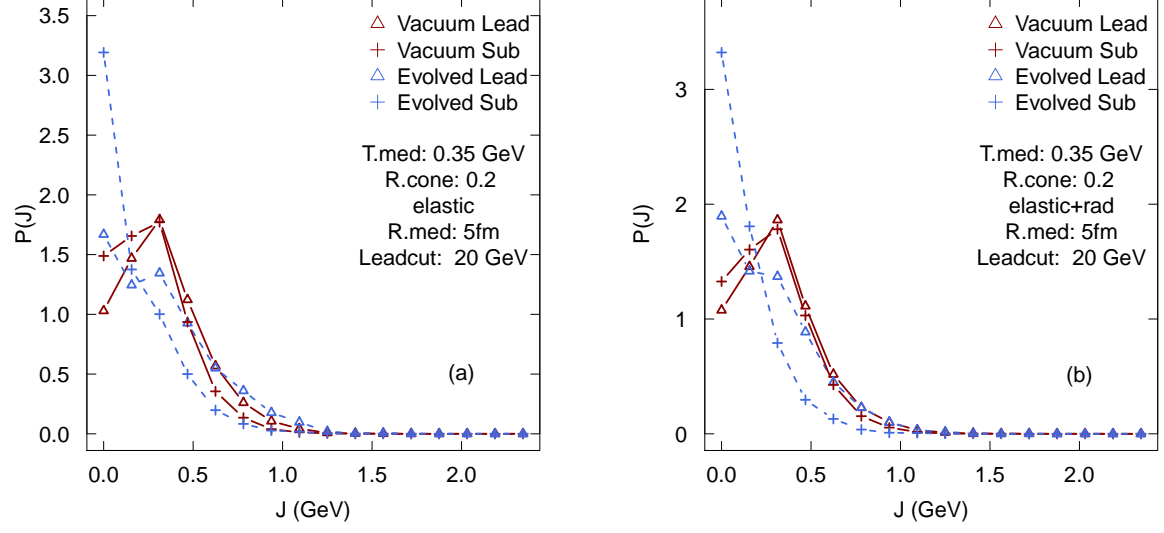 3.5
3.0
2.5
2.0
1.5
1.0
0.5
0.0
P(J)
Vacuum Lead
Vacuum Sub
Evolved Lead
Evolved Sub
T.med: 0.35 GeV
R.cone: 0.2
elastic
R.med: 5fm
Leadcut: 20 GeV
(a)
0.0 0.5 1.0 1.5 2.0
J (GeV)
3
2
1
0
P(J)
Vacuum Lead
Vacuum Sub
Evolved Lead
Evolved Sub
T.med: 0.35 GeV
R.cone: 0.2
elastic+rad
R.med: 5fm
Leadcut: 20 GeV
(b)
0.0 0.5 1.0 1.5 2.0
J (GeV)